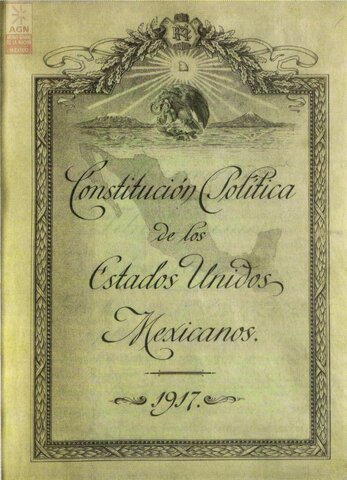 AGN
Constitución Política
de los
Estados Unidos
Mexicanos.
1917.